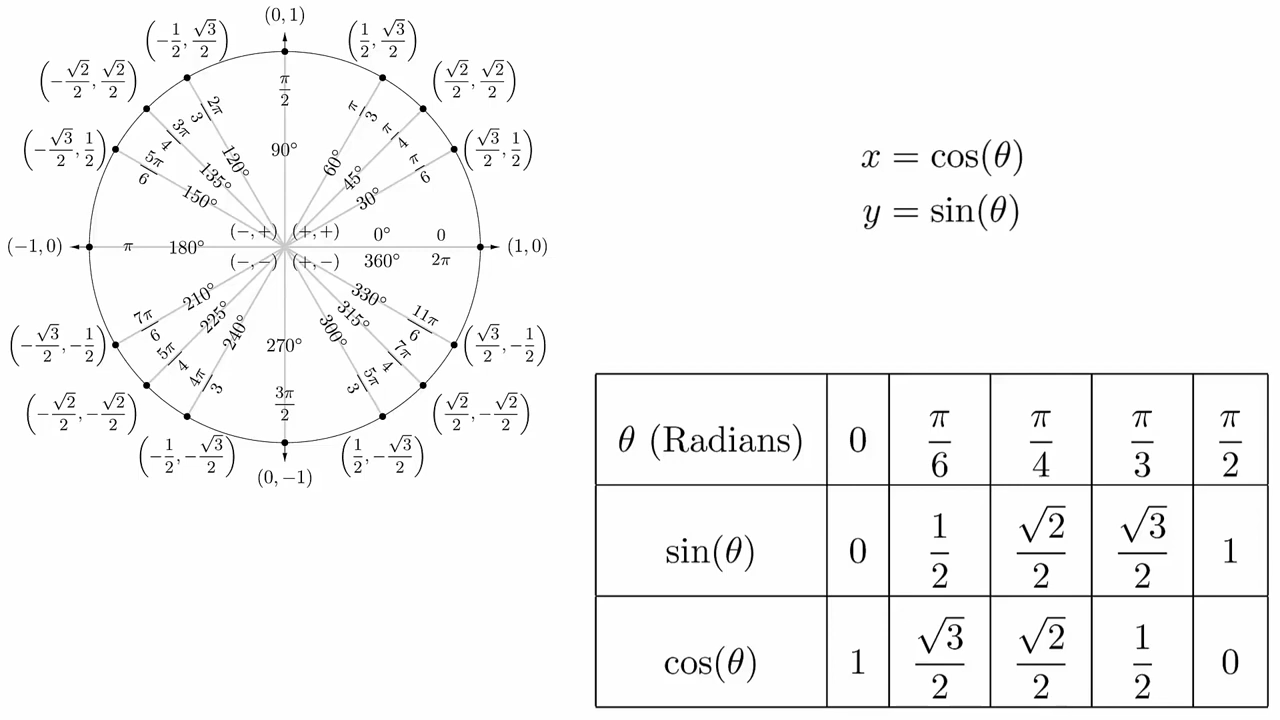 (0, 1)
(-1/2, √3/2)
(1/2, √3/2)
(-√2/2, √2/2)
(√2/2, √2/2)
(-√3/2, 1/2)
(√3/2, 1/2)
π/2
2π/3
π/3
3π/4
π/4
5π/6
π/6
90°
120°
60°
135°
45°
150°
30°
(-, +) (+, +)
0° 0
(-1, 0) π 180°
(1, 0)
(-, -) (+, -)
360° 2π
210°
330°
225°
315°
240°
300°
270°
7π/6
11π/6
5π/4
7π/4
4π/3
5π/3
3π/2
(-√3/2, -1/2)
(√3/2, -1/2)
(-√2/2, -√2/2)
(√2/2, -√2/2)
(-1/2, -√3/2)
(1/2, -√3/2)
(0, -1)
x = cos(θ)
y = sin(θ)
θ (Radians) 0 π/6 π/4 π/3 π/2
sin(θ) 0 1/2 √2/2 √3/2 1
cos(θ) 1 √3/2 √2/2 1/2 0